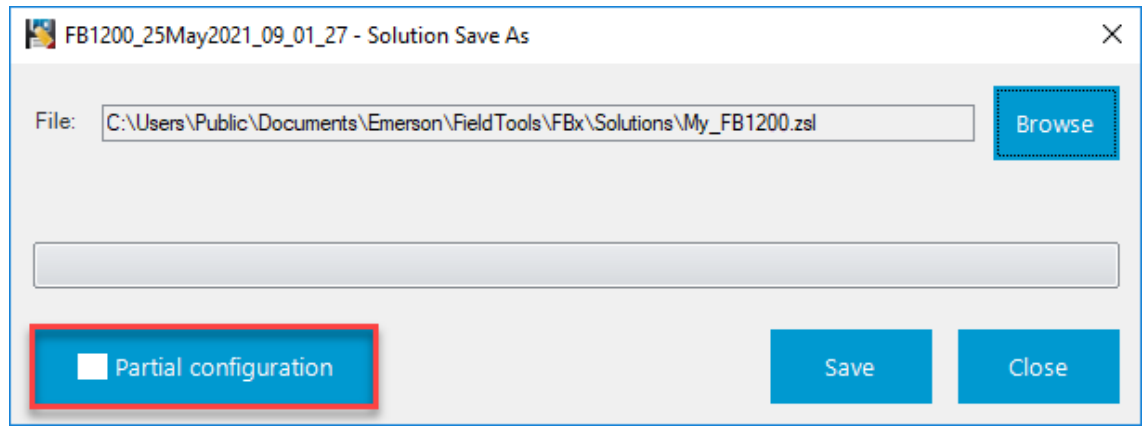 FB1200_25May2021_09_01_27 - Solution Save As
File: C:\Users\Public\Documents\Emerson\FieldTools\FBx\Solutions\My_FB1200.zsl Browse
Partial configuration Save Close